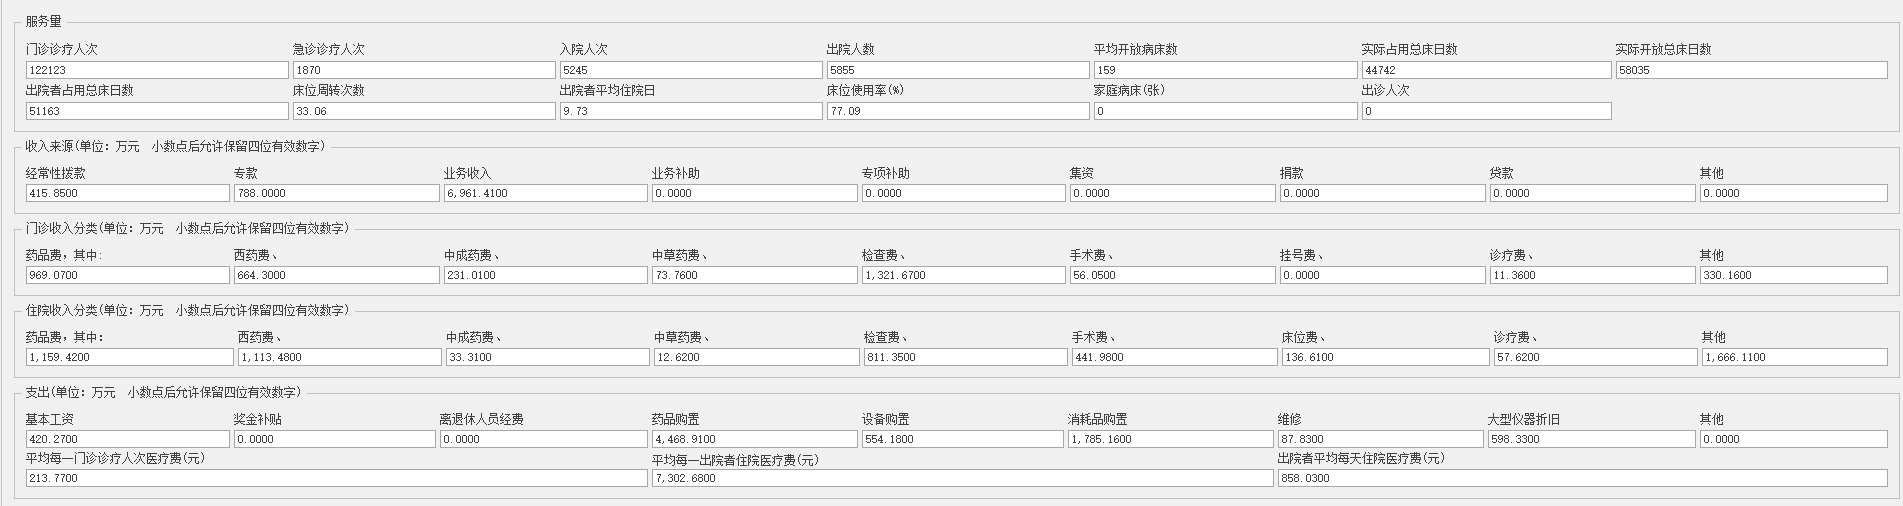 服务量
门诊诊疗人次 急诊诊疗人次 入院人次 出院人数 平均开放病床数 实际占用总床日数 实际开放总床日数
122123 1870 5245 5855 159 44742 58035
出院者占用总床日数 床位周转次数 出院者平均住院日 床位使用率(%) 家庭病床(张) 出诊人次
51163 33.06 9.73 77.09 0 0
收入来源(单位: 万元 小数点后允许保留四位有效数字)
经常性拨款 专款 业务收入 业务补助 专项补助 集资 捐款 贷款 其他
415.8500 788.0000 6,961.4100 0.0000 0.0000 0.0000 0.0000 0.0000 0.0000
门诊收入分类(单位: 万元 小数点后允许保留四位有效数字)
药品费，其中: 西药费、 中成药费、 中草药费、 检查费、 手术费、 挂号费、 诊疗费、 其他
969.0700 664.3000 231.0100 73.7600 1,321.6700 56.0500 0.0000 11.3600 330.1600
住院收入分类(单位: 万元 小数点后允许保留四位有效数字)
药品费，其中: 西药费、 中成药费、 中草药费、 检查费、 手术费、 床位费、 诊疗费、 其他
1,159.4200 1,113.4800 33.3100 12.6200 811.3500 441.9800 136.6100 57.6200 1,666.1100
支出(单位: 万元 小数点后允许保留四位有效数字)
基本工资 奖金补贴 离退休人员经费 药品购置 设备购置 消耗品购置 维修 大型仪器折旧 其他
420.2700 0.0000 0.0000 4,468.9100 554.1800 1,785.1600 87.8300 598.3300 0.0000
平均每一门诊诊疗人次医疗费(元) 平均每一出院者住院医疗费(元) 出院者平均每天住院医疗费(元)
213.7700 7,302.6800 858.0300